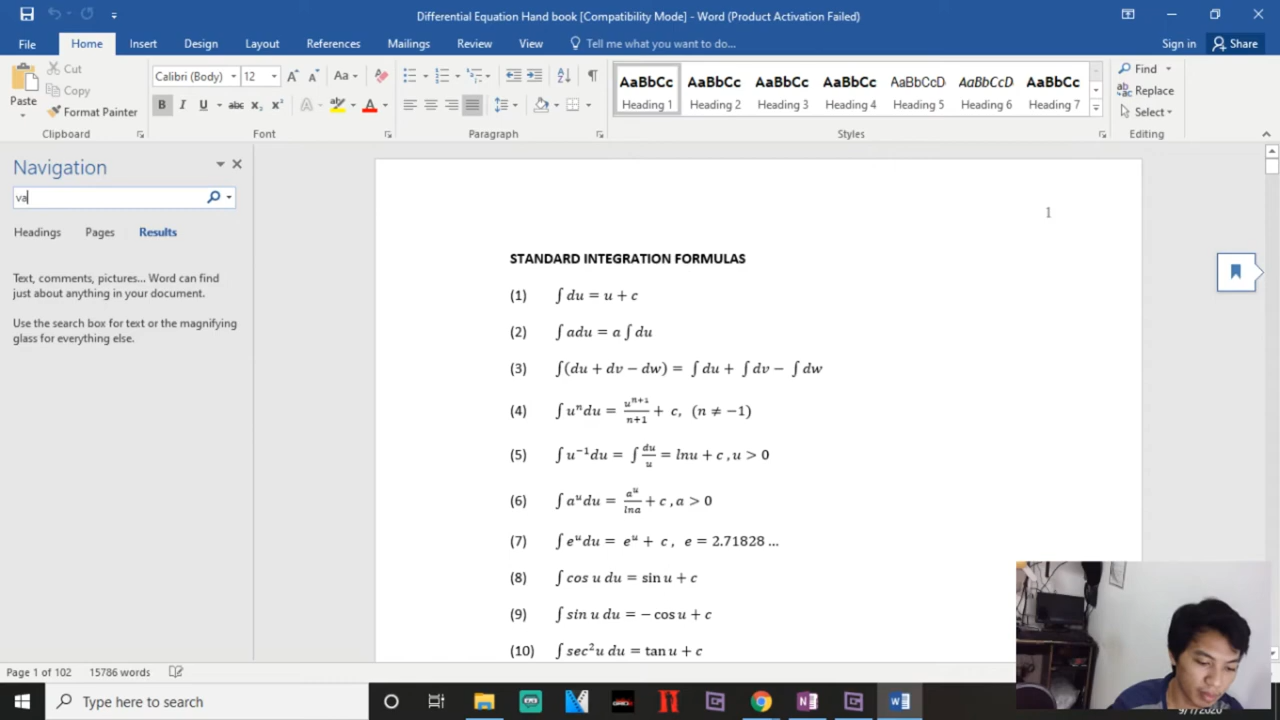 Differential Equation Hand book [Compatibility Mode] - Word (Product Activation Failed)
File Home Insert Design Layout References Mailings Review View Tell me what you want to do... Sign in Share
Paste Cut Copy Format Painter
Clipboard
Calibri (Body) 12
Font
Paragraph
AaBbCc AaBbCc AaBbCc AaBbCc AaBbCcD AaBbCcD AaBbCc
Heading 1 Heading 2 Heading 3 Heading 4 Heading 5 Heading 6 Heading 7
Styles
Find
Replace
Select
Editing
Navigation
va
Headings Pages Results
Text, comments, pictures... Word can find
just about anything in your document.
Use the search box for text or the magnifying
glass for everything else.
1
STANDARD INTEGRATION FORMULAS
(1) ∫ du = u + c
(2) ∫ adu = a ∫ du
(3) ∫(du + dv − dw) = ∫ du + ∫ dv − ∫ dw
(4) ∫ uⁿdu = uⁿ⁺¹/n+1 + c, (n ≠ −1)
(5) ∫ u⁻¹du = ∫ du/u = lnu + c ,u > 0
(6) ∫ aᵘdu = aᵘ/lna + c ,a > 0
(7) ∫ eᵘdu = eᵘ + c, e = 2.71828 ...
(8) ∫ cos u du = sin u + c
(9) ∫ sin u du = − cos u + c
(10) ∫ sec²u du = tan u + c
Page 1 of 102 15786 words
Type here to search
9/1/2020